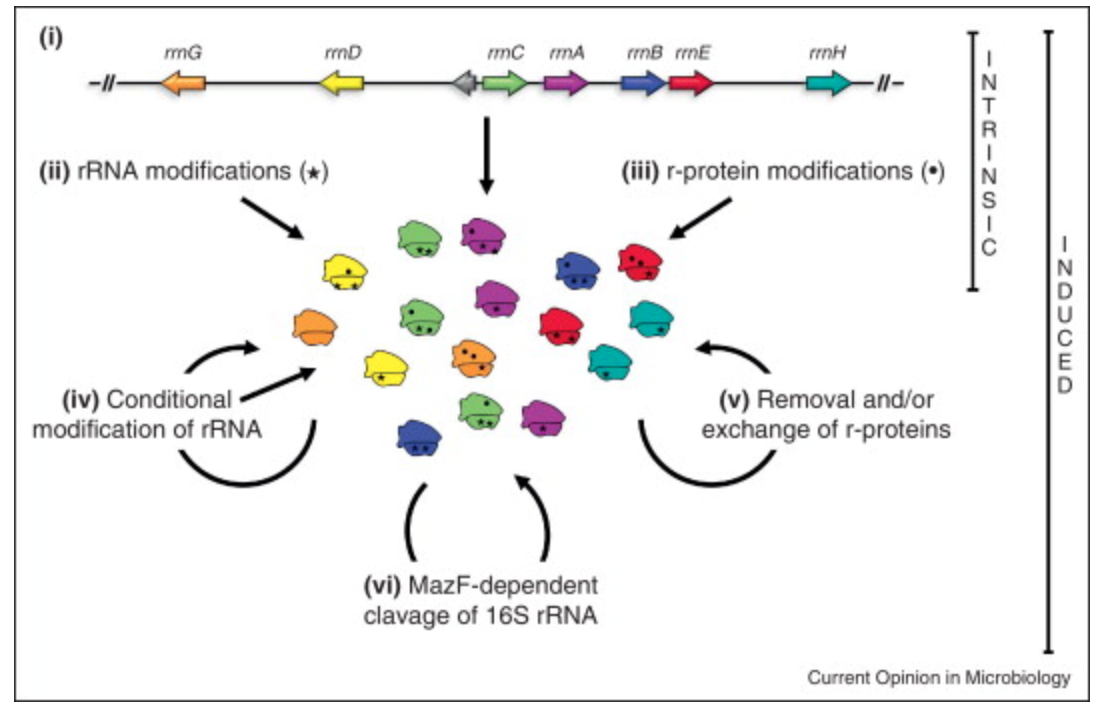 (i)
rrnG rrnD rrnC rrnA rrnB rrnE rrnH
INTRINSIC
INDUCED
(ii) rRNA modifications (★)
(iii) r-protein modifications (•)
(iv) Conditional
modification of rRNA
(v) Removal and/or
exchange of r-proteins
(vi) MazF-dependent
clavage of 16S rRNA
Current Opinion in Microbiology